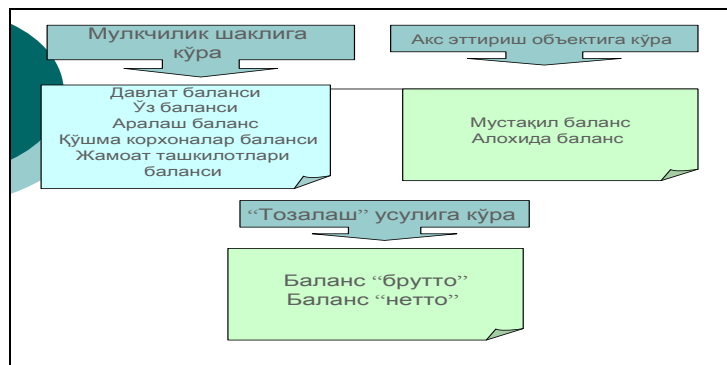 Мулкчилик шаклига
кўра
Давлат баланси
Ўз баланси
Аралаш баланс
Қўшма корхоналар баланси
Жамоат ташкилотлари
баланси
Акс эттириш объектига кўра
Мустақил баланс
Алохида баланс
“Тозалаш” усулига кўра
Баланс “брутто”
Баланс “нетто”